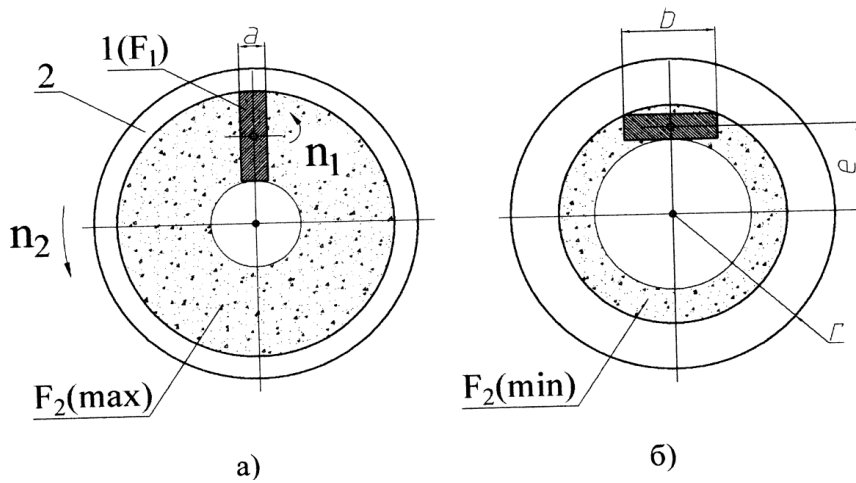 a
1(F₁)
2
n₁
n₂
F₂(max)
а)
b
e
r
F₂(min)
б)